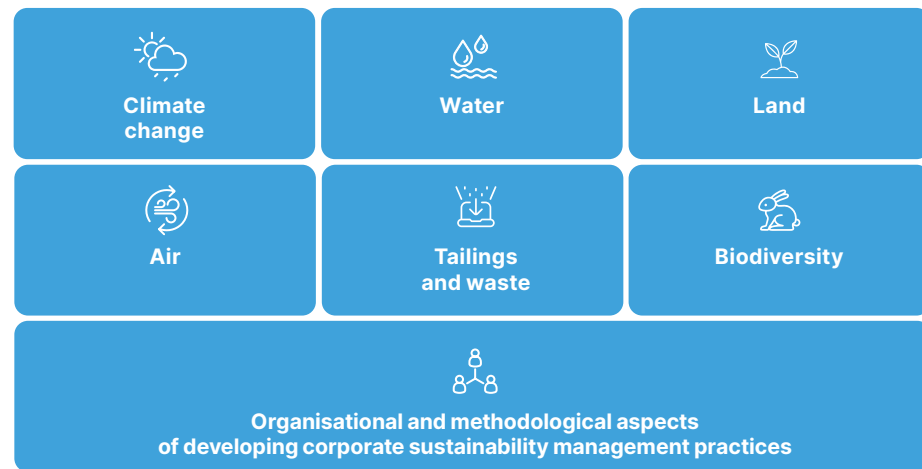 Climate
change
Water
Land
Air
Tailings
and waste
Biodiversity
Organisational and methodological aspects
of developing corporate sustainability management practices